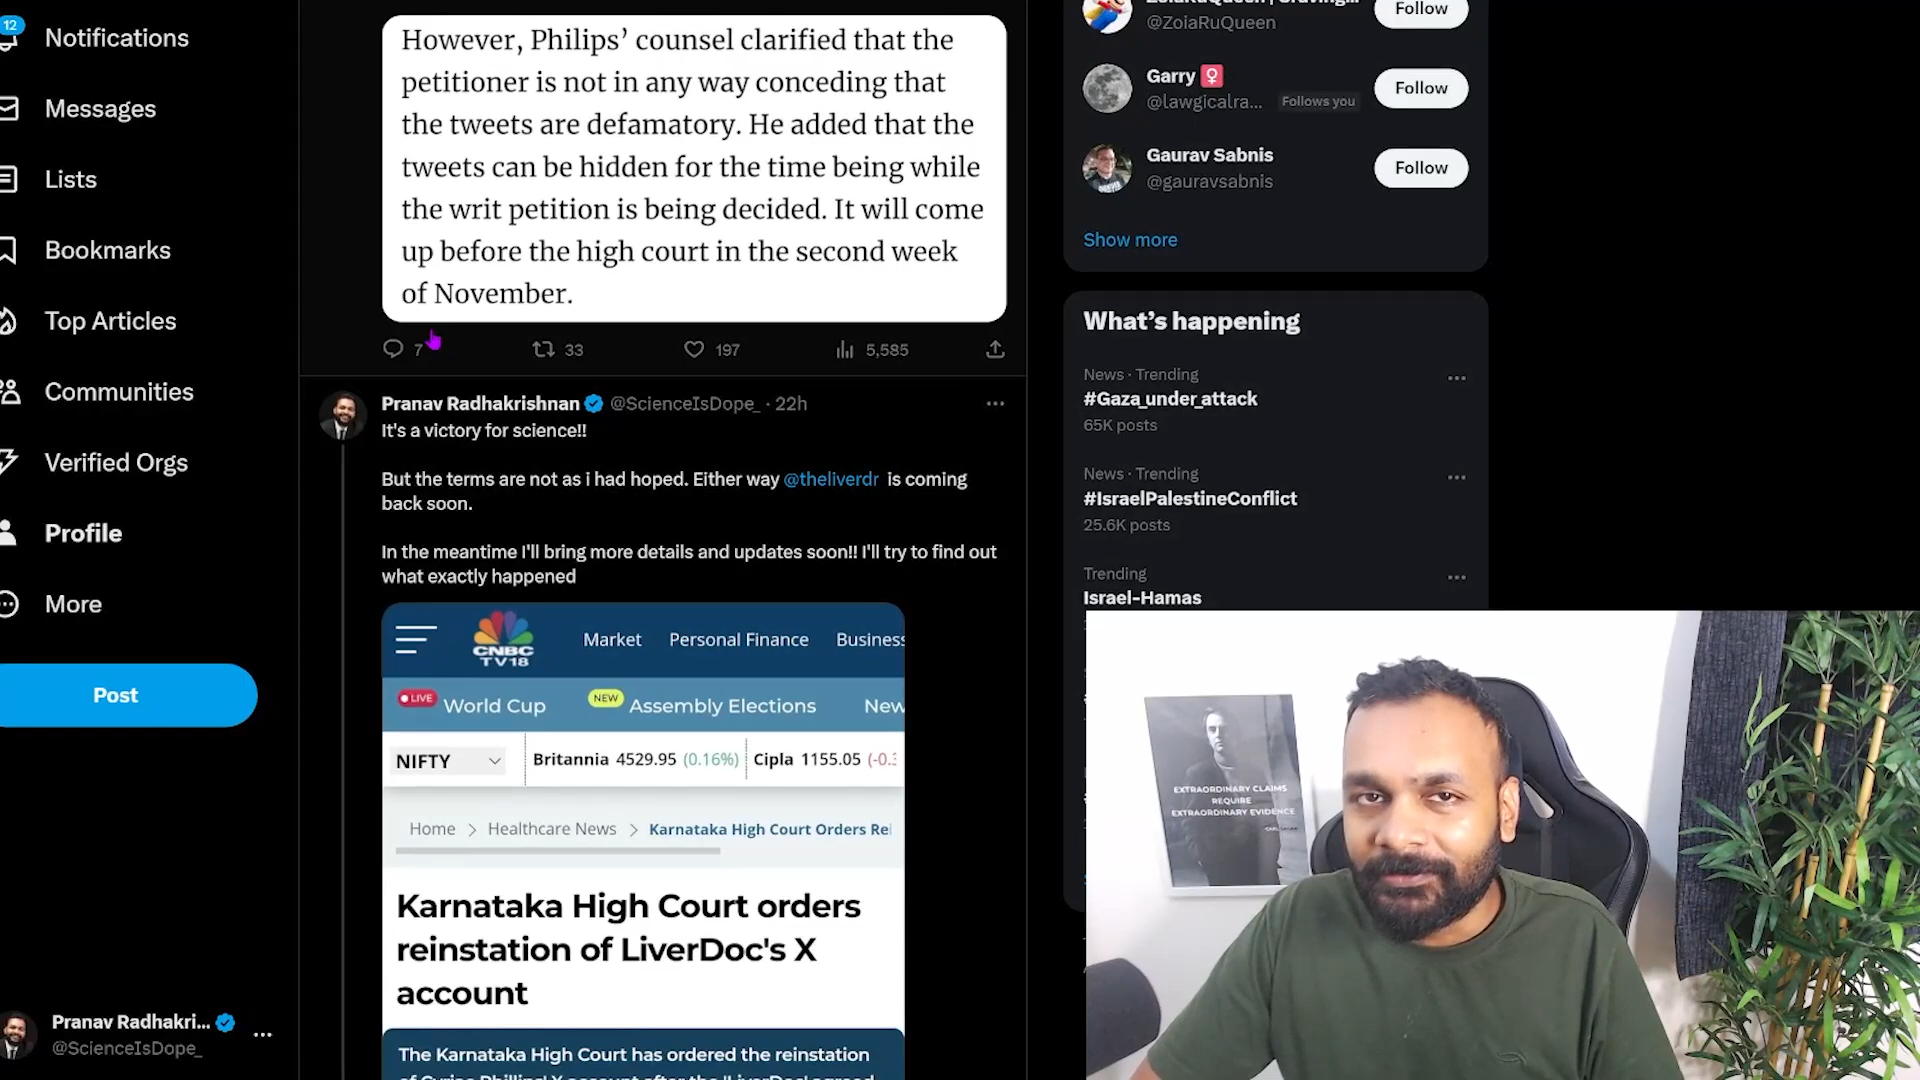 12
Notifications
Messages
Lists
Bookmarks
Top Articles
Communities
Verified Orgs
Profile
More
Post
Pranav Radhakri...
@ScienceIsDope_
However, Philips’ counsel clarified that the
petitioner is not in any way conceding that
the tweets are defamatory. He added that the
tweets can be hidden for the time being while
the writ petition is being decided. It will come
up before the high court in the second week
of November.
7 33 197 5,585
Pranav Radhakrishnan @ScienceIsDope_ · 22h
It's a victory for science!!
But the terms are not as i had hoped. Either way @theliverdr is coming
back soon.
In the meantime I'll bring more details and updates soon!! I'll try to find out
what exactly happened
CNBC
TV18
Market Personal Finance Business
LIVE World Cup NEW Assembly Elections New
NIFTY Britannia 4529.95 (0.16%) Cipla 1155.05 (-0.3
Home > Healthcare News > Karnataka High Court Orders Rei
Karnataka High Court orders
reinstation of LiverDoc's X
account
The Karnataka High Court has ordered the reinstation
@ZoiaRuQueen
Follow
Garry
@lawgicalra... Follows you
Follow
Gaurav Sabnis
@gauravsabnis
Follow
Show more
What’s happening
News · Trending
#Gaza_under_attack
65K posts
News · Trending
#IsraelPalestineConflict
25.6K posts
Trending
Israel-Hamas
EXTRAORDINARY CLAIMS
REQUIRE
EXTRAORDINARY EVIDENCE